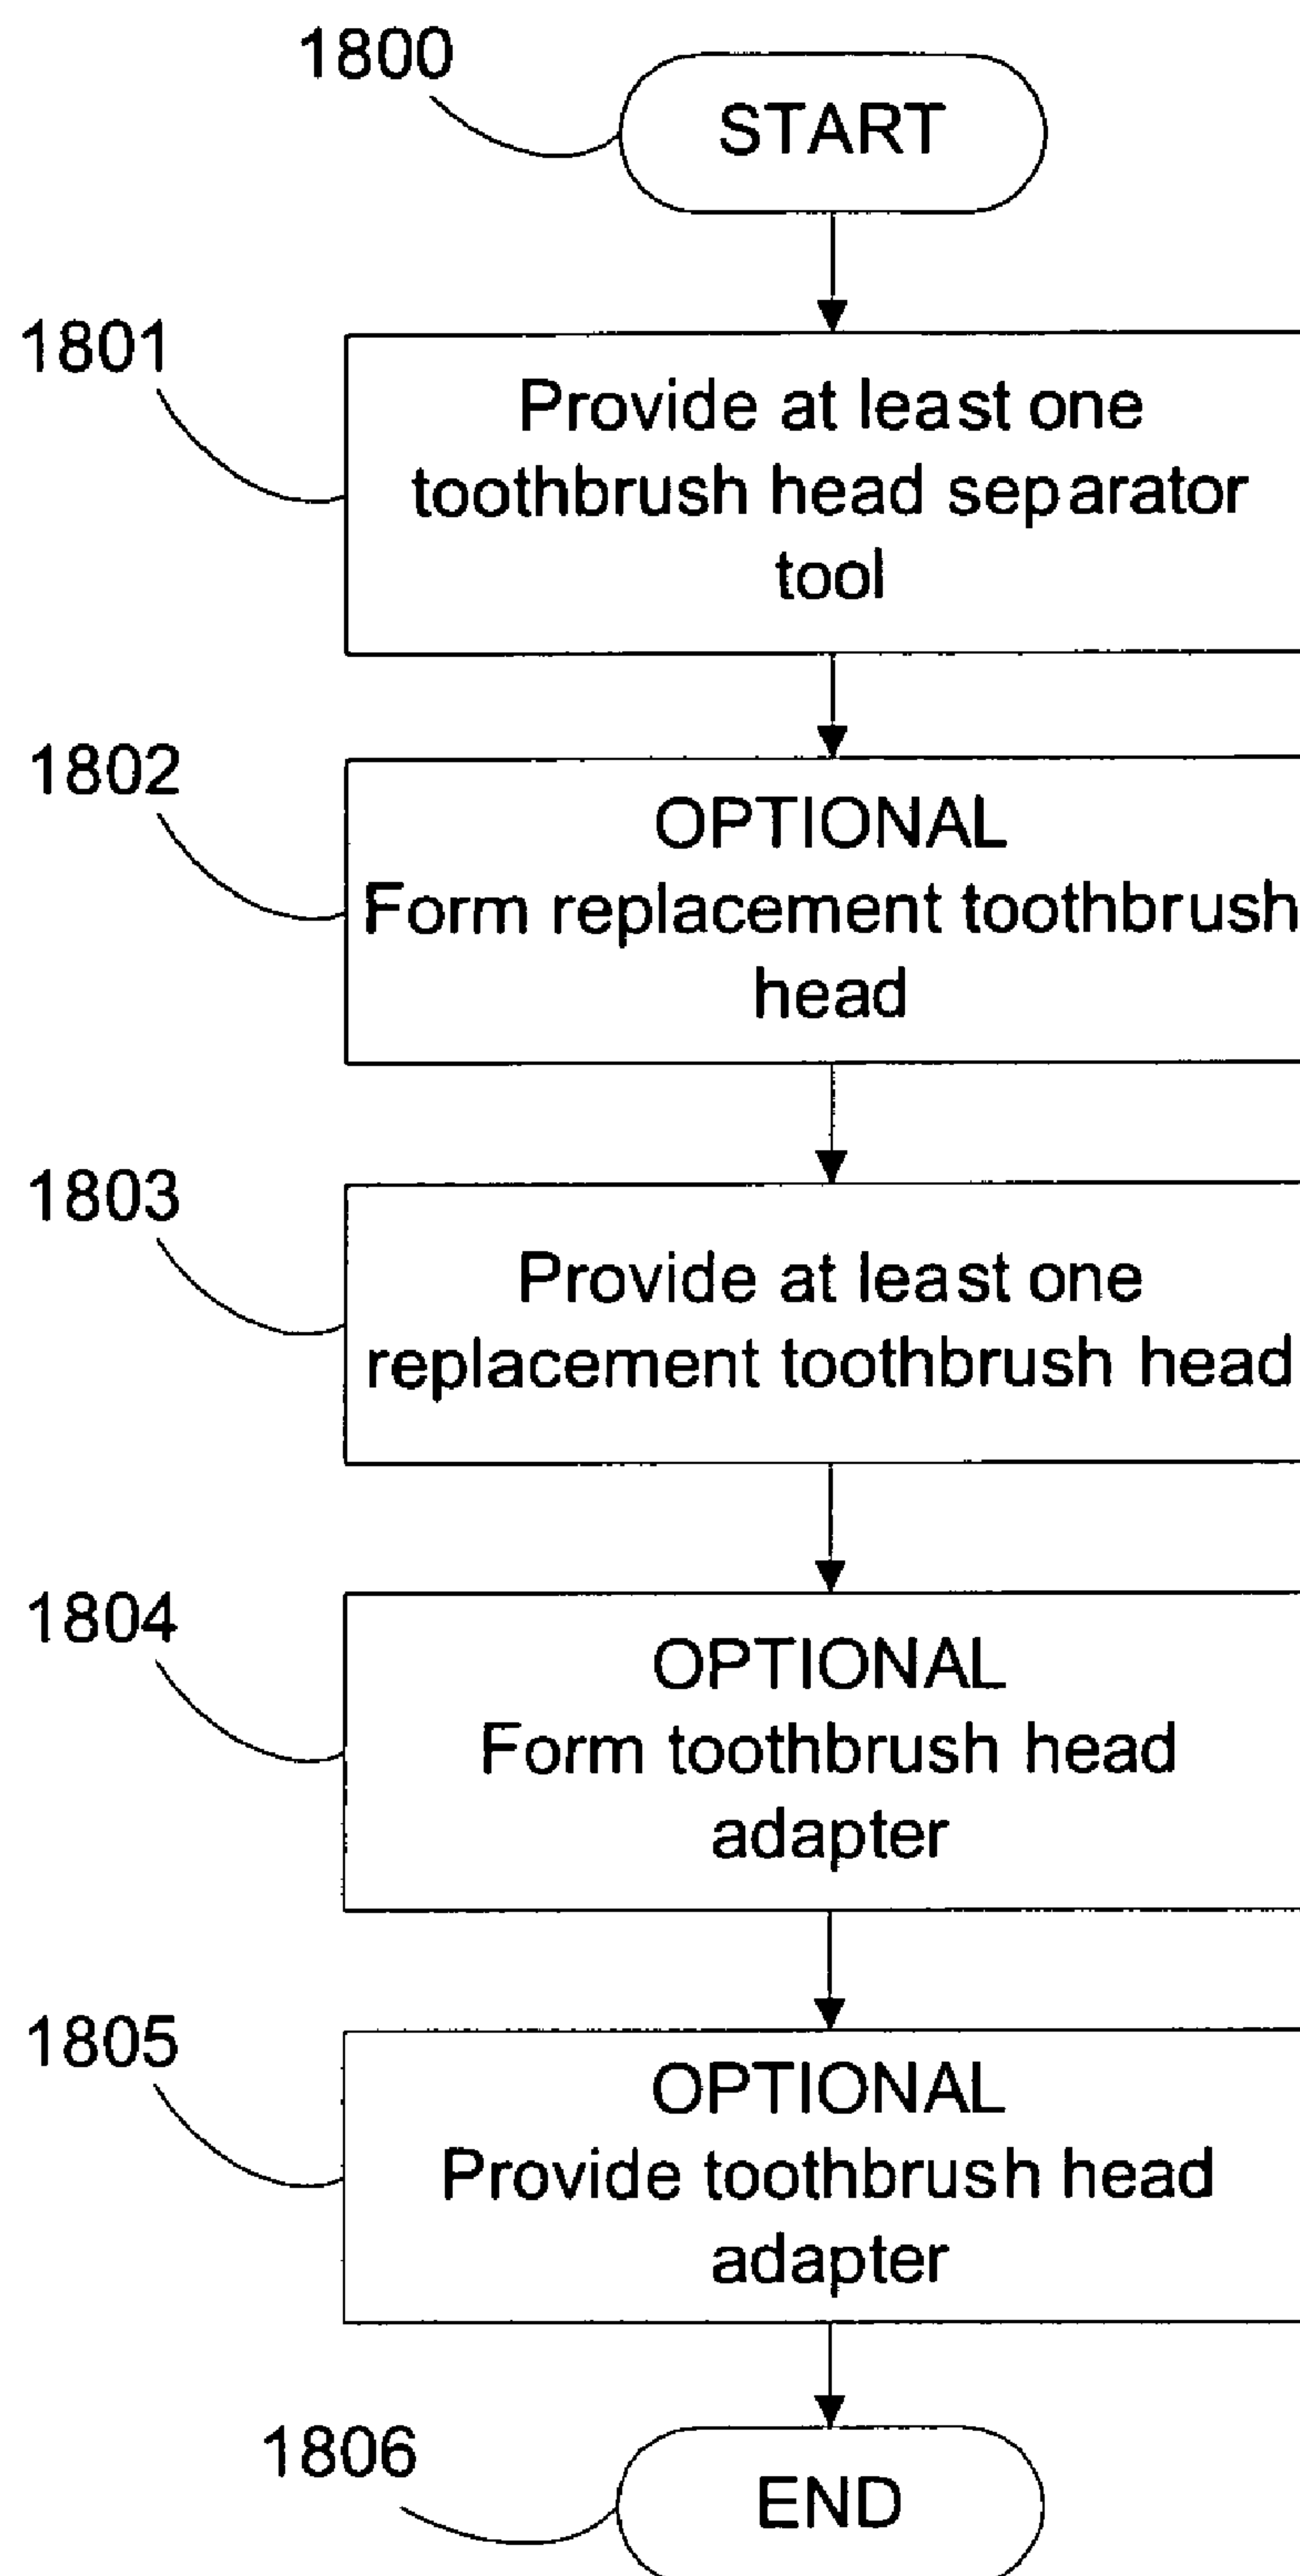 1800
START
1801
Provide at least one
toothbrush head separator
tool
1802
OPTIONAL
Form replacement toothbrush
head
1803
Provide at least one
replacement toothbrush head
1804
OPTIONAL
Form toothbrush head
adapter
1805
OPTIONAL
Provide toothbrush head
adapter
1806
END